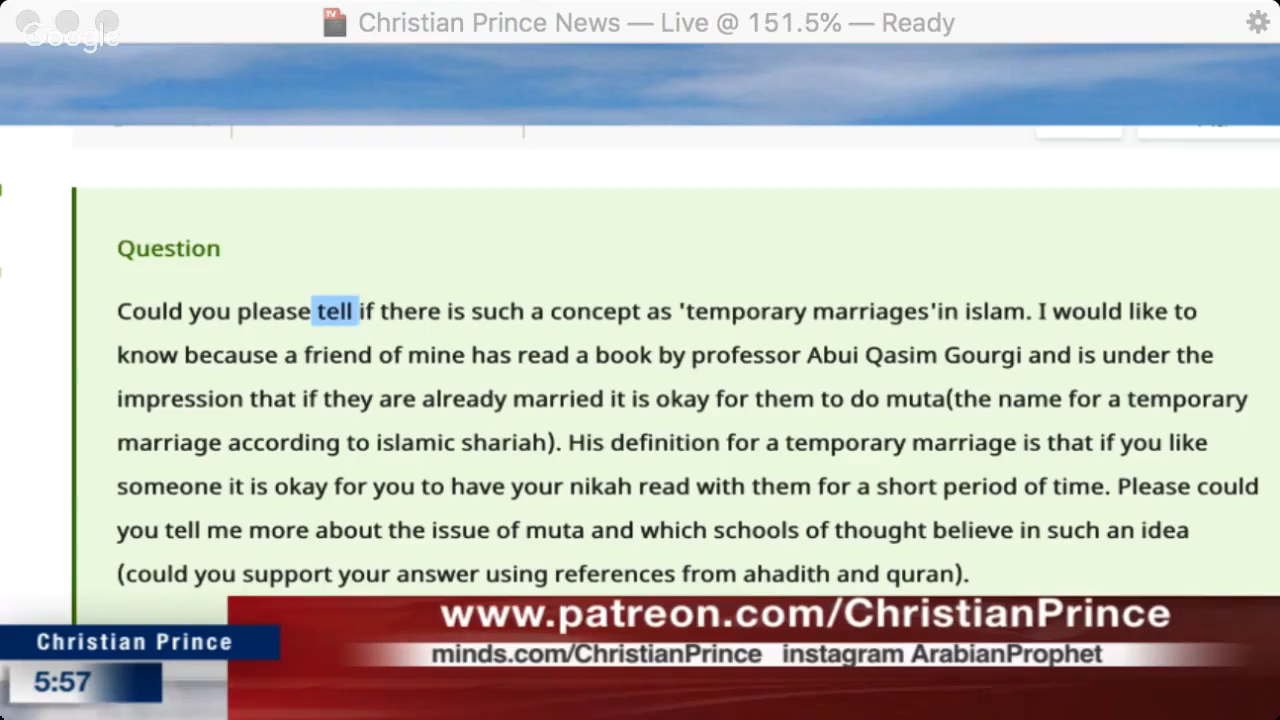 Christian Prince News — Live @ 151.5% — Ready
Google
Question
Could you please tell if there is such a concept as 'temporary marriages'in islam. I would like to
know because a friend of mine has read a book by professor Abui Qasim Gourgi and is under the
impression that if they are already married it is okay for them to do muta(the name for a temporary
marriage according to islamic shariah). His definition for a temporary marriage is that if you like
someone it is okay for you to have your nikah read with them for a short period of time. Please could
you tell me more about the issue of muta and which schools of thought believe in such an idea
(could you support your answer using references from ahadith and quran).
www.patreon.com/ChristianPrince
Christian Prince
minds.com/ChristianPrince instagram ArabianProphet
5:57